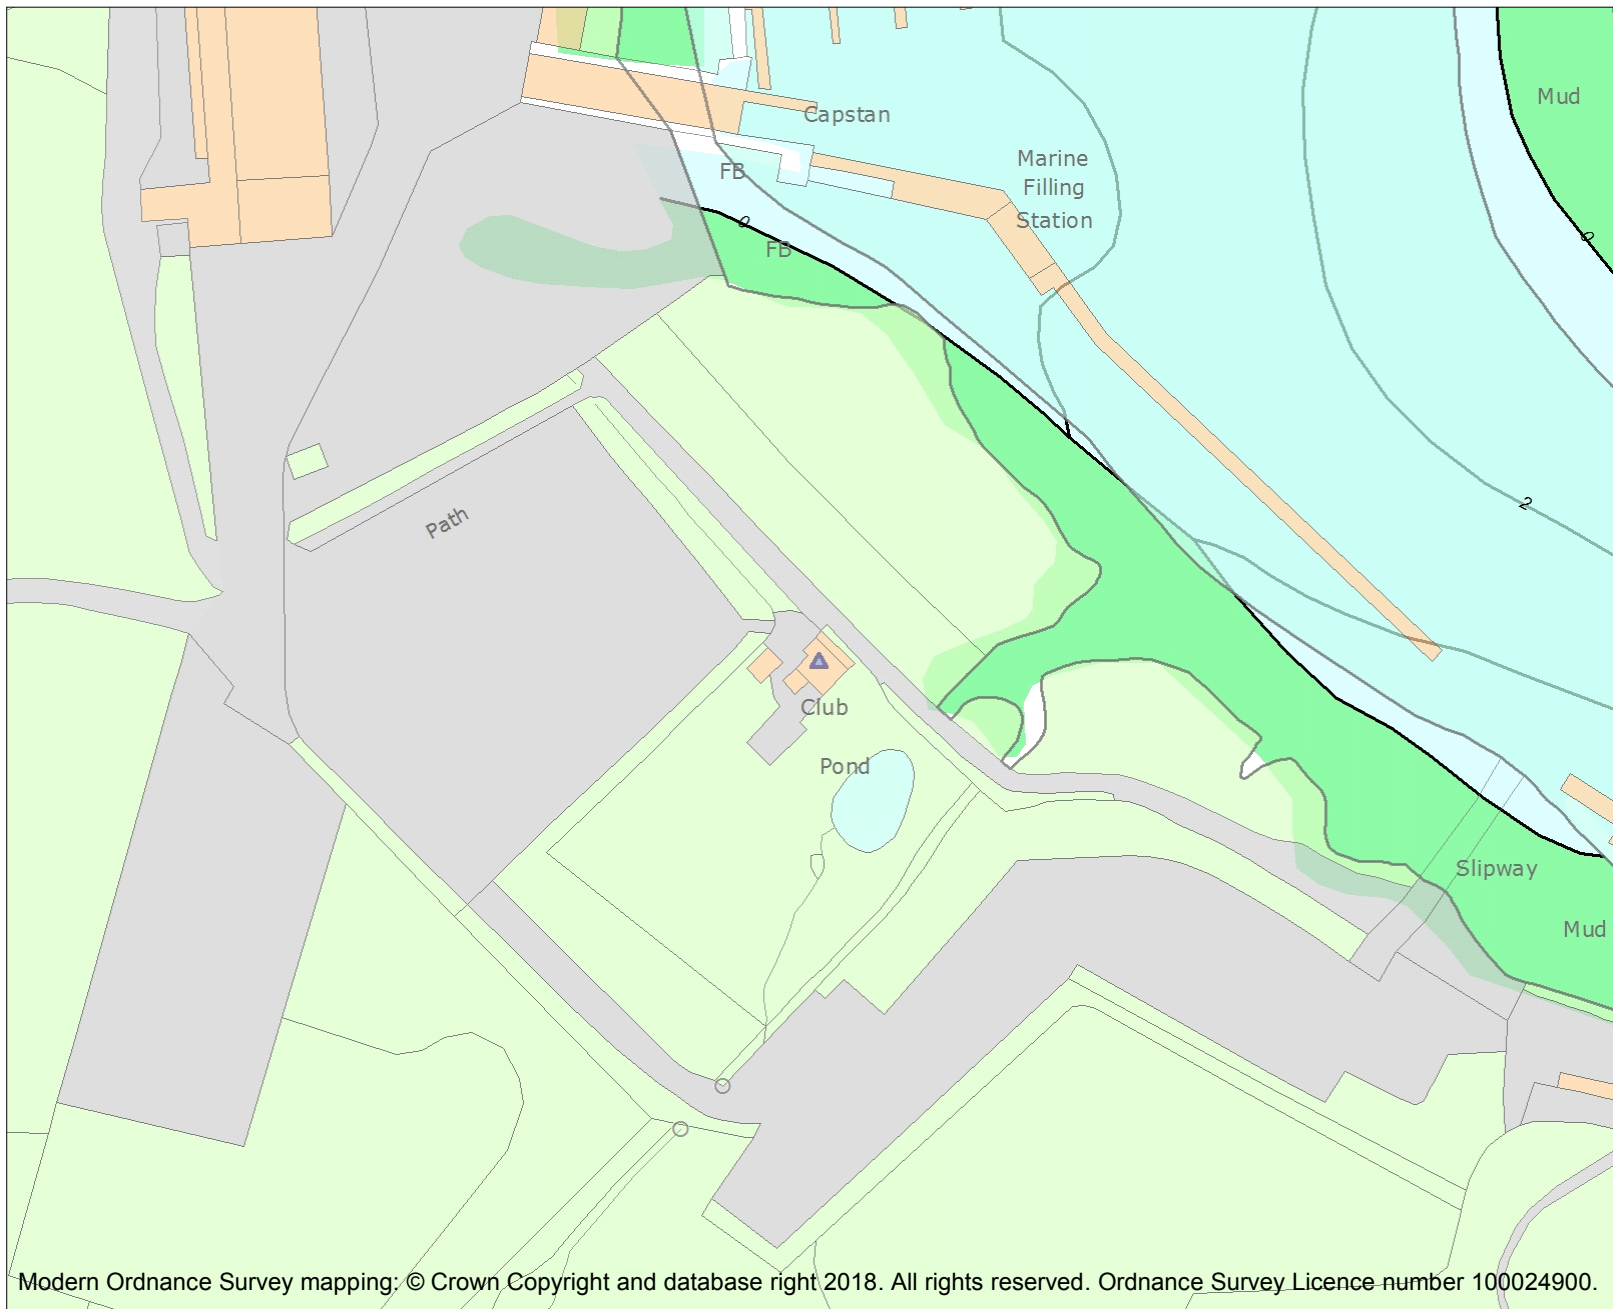 Mud
Capstan
Marine
Filling
Station
FB
0
0
FB
2
Path
Club
Pond
Slipway
Mud
Modern Ordnance Survey mapping: © Crown Copyright and database right 2018. All rights reserved. Ordnance Survey Licence number 100024900.